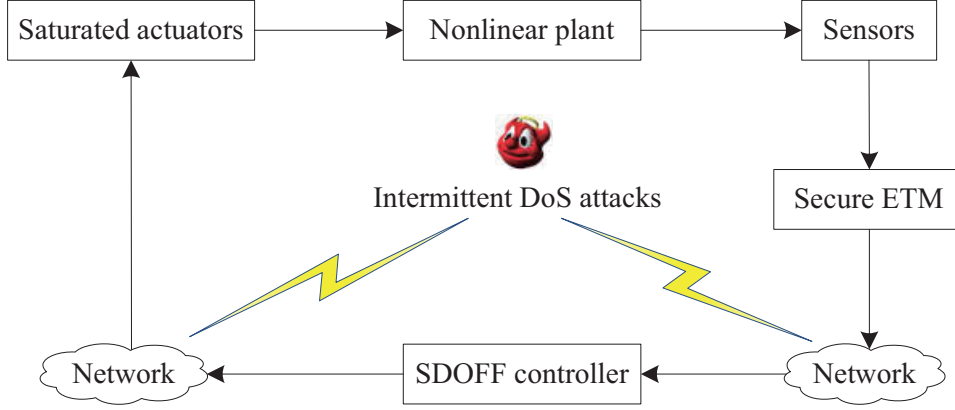 Saturated actuators
Nonlinear plant
Sensors
Intermittent DoS attacks
Secure ETM
Network
SDOFF controller
Network